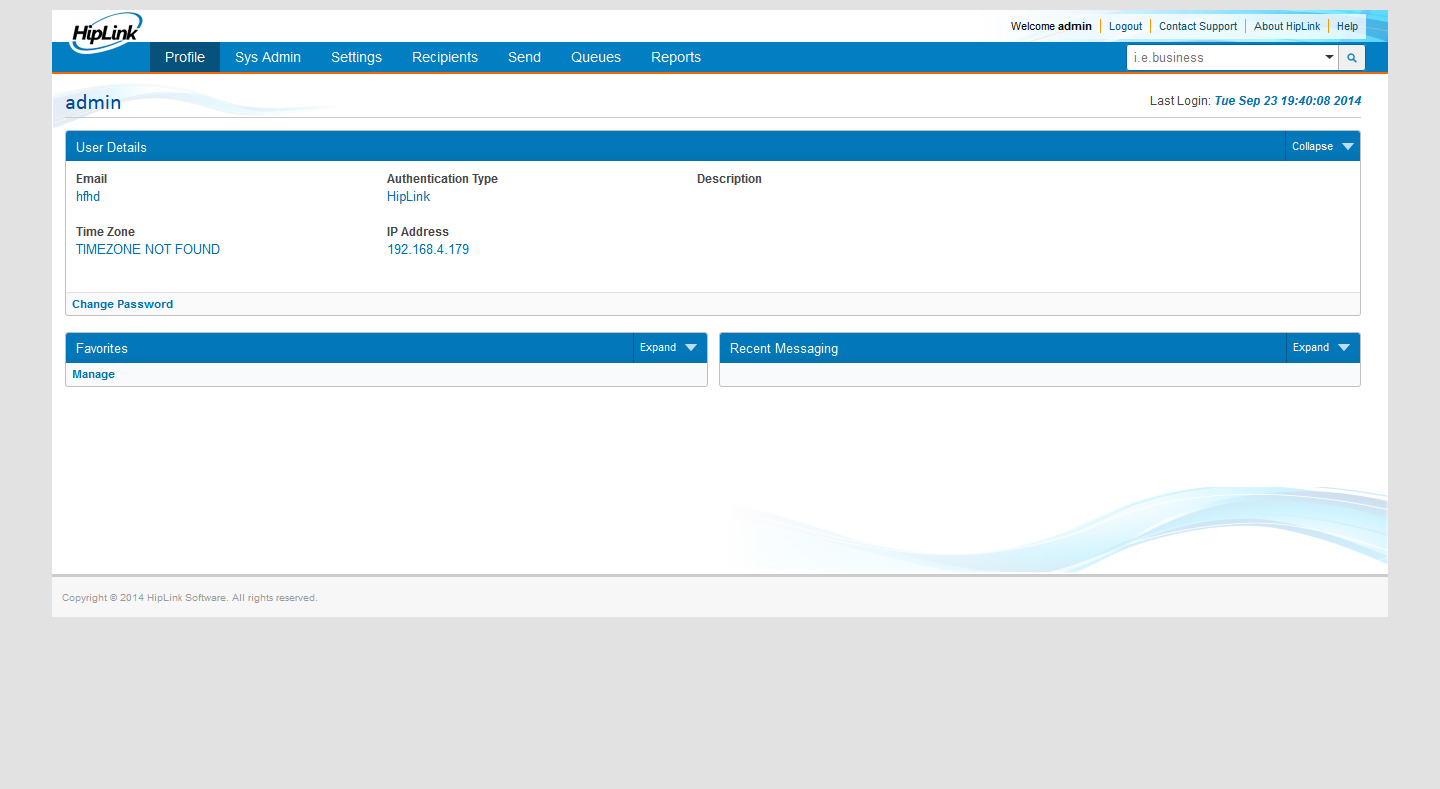 HipLink
Welcome admin Logout Contact Support About HipLink Help
Profile Sys Admin Settings Recipients Send Queues Reports i.e.business
admin Last Login: Tue Sep 23 19:40:08 2014
User Details Collapse
Email Authentication Type Description
hfhd HipLink
Time Zone IP Address
TIMEZONE NOT FOUND 192.168.4.179
Change Password
Favorites Expand Recent Messaging Expand
Manage
Copyright © 2014 HipLink Software. All rights reserved.